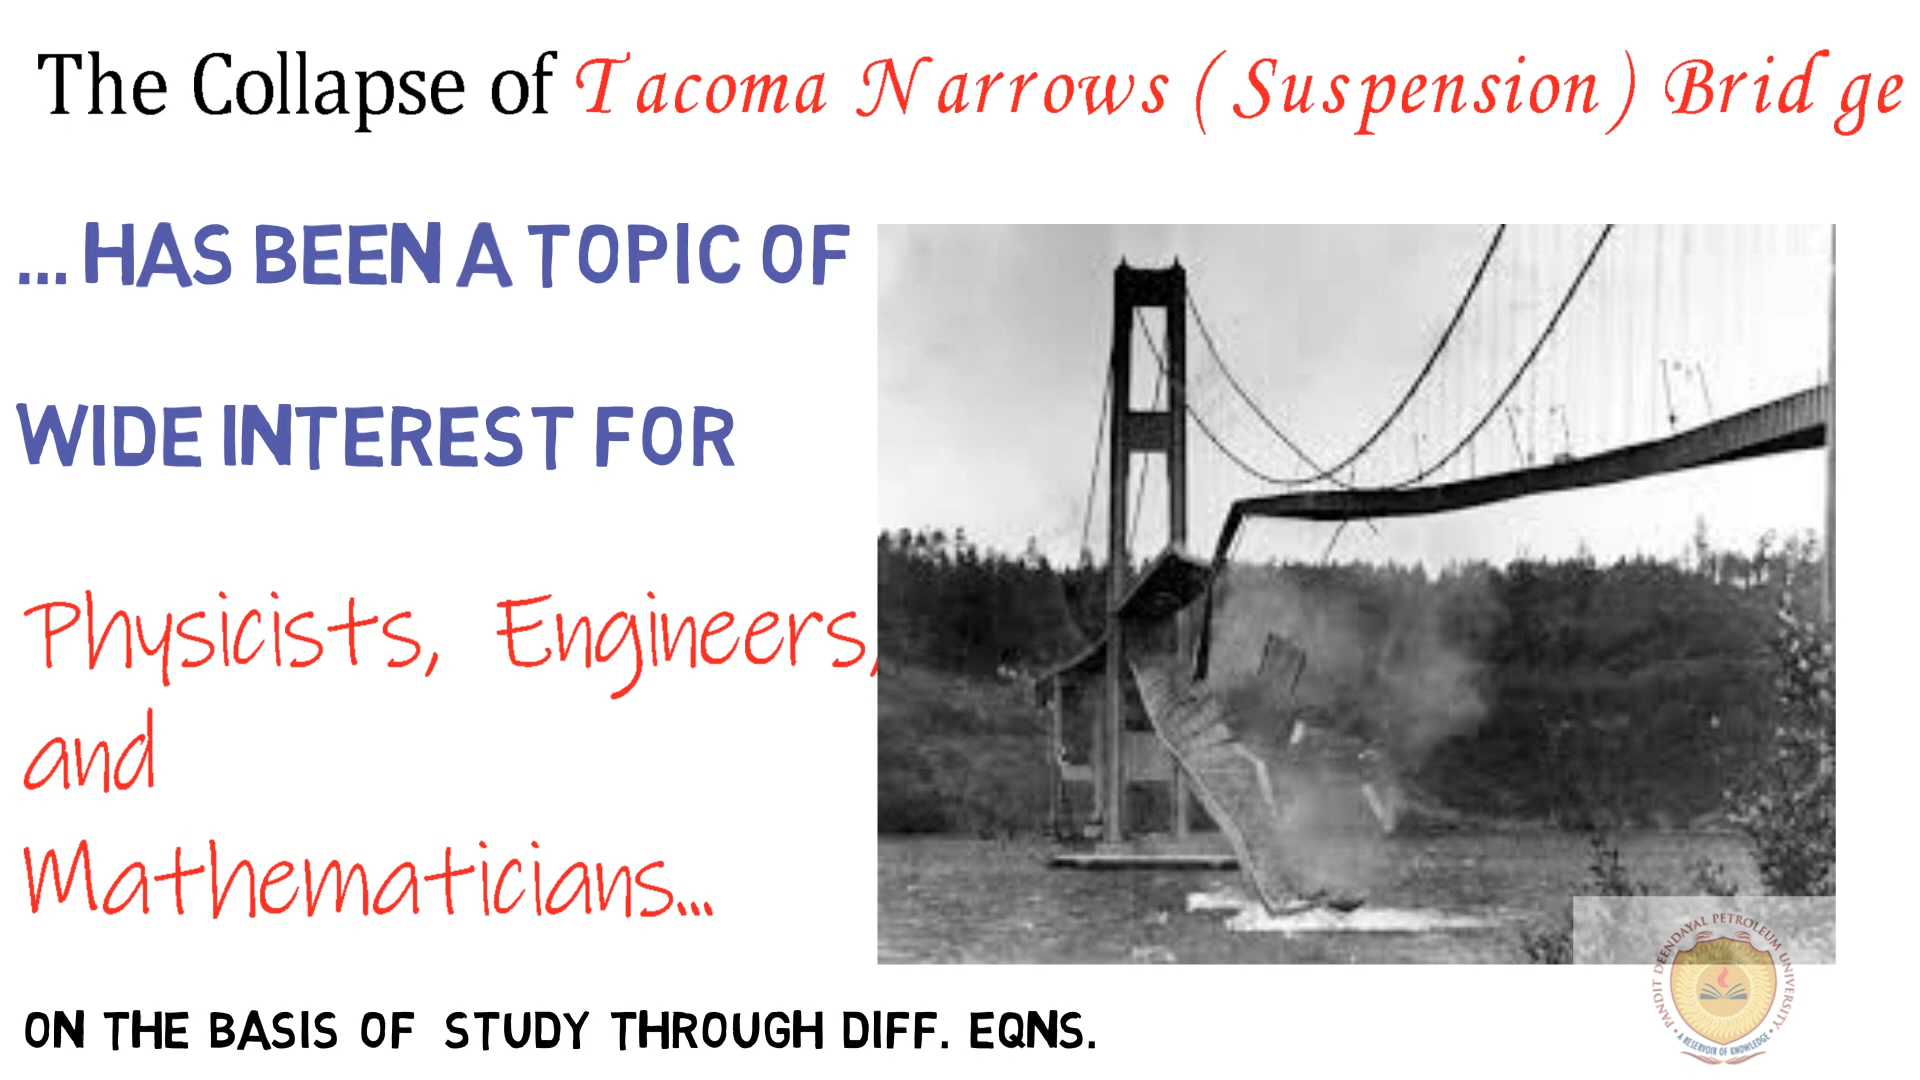 The Collapse of Tacoma Narrows (Suspension) Bridge
... HAS BEEN A TOPIC OF
WIDE INTEREST FOR
Physicists, Engineers,
and
Mathematicians...
ON THE BASIS OF STUDY THROUGH DIFF. EQNS.
PANDIT DEENDAYAL PETROLEUM UNIVERSITY
A RESERVOIR OF KNOWLEDGE